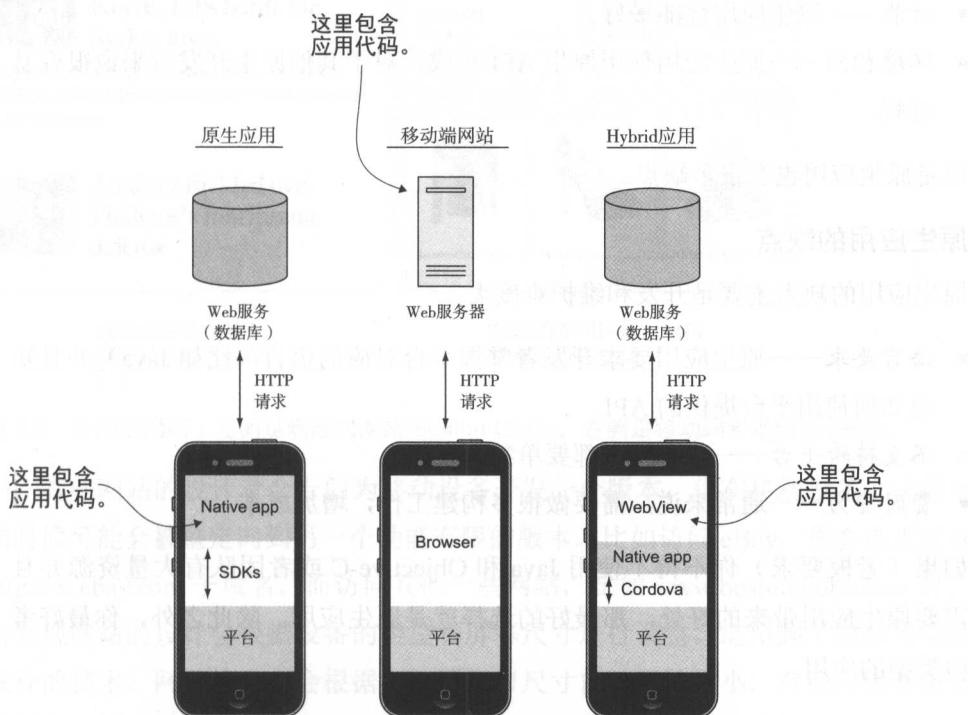 这里包含
应用代码。
原生应用
移动端网站
Hybrid应用
Web服务
（数据库）
Web服务器
Web服务
（数据库）
HTTP
请求
HTTP
请求
HTTP
请求
这里包含
应用代码。
Native app
SDKs
平台
Browser
平台
WebView
Native app
Cordova
平台
这里包含
应用代码。